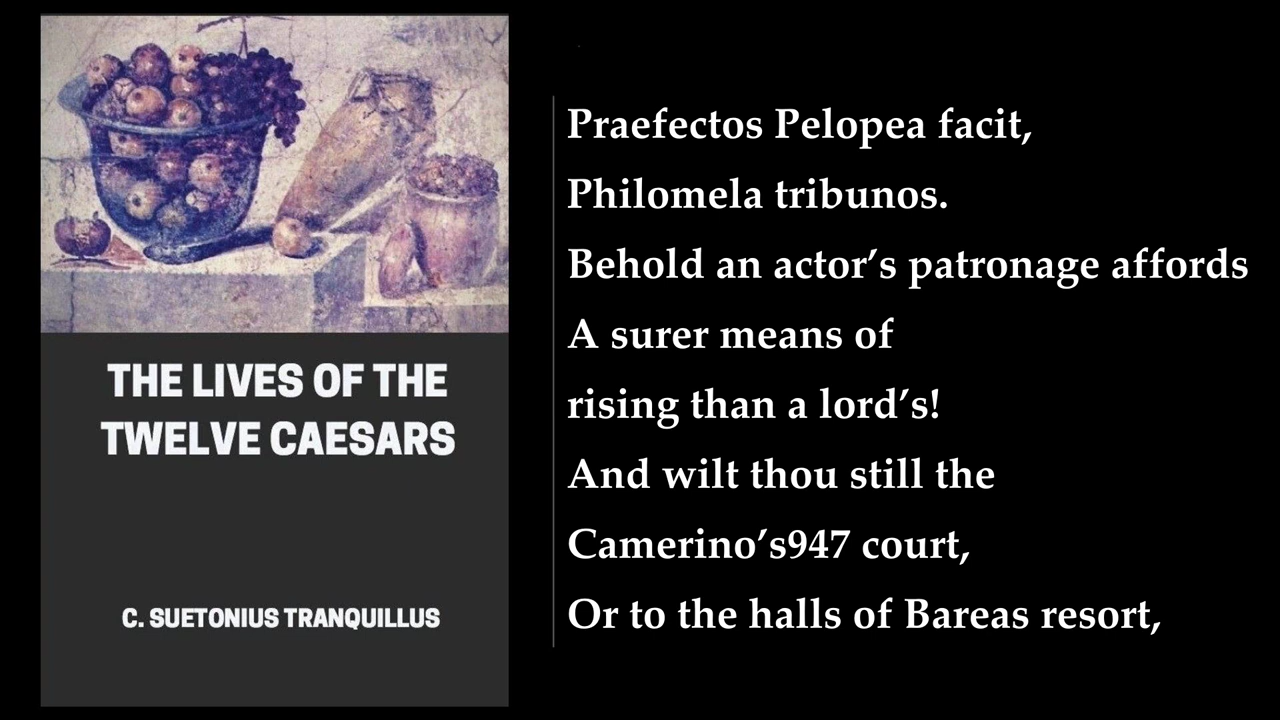 THE LIVES OF THE
TWELVE CAESARS
C. SUETONIUS TRANQUILLUS
Praefectos Pelopea facit,
Philomela tribunos.
Behold an actor’s patronage affords
A surer means of
rising than a lord’s!
And wilt thou still the
Camerino’s947 court,
Or to the halls of Bareas resort,